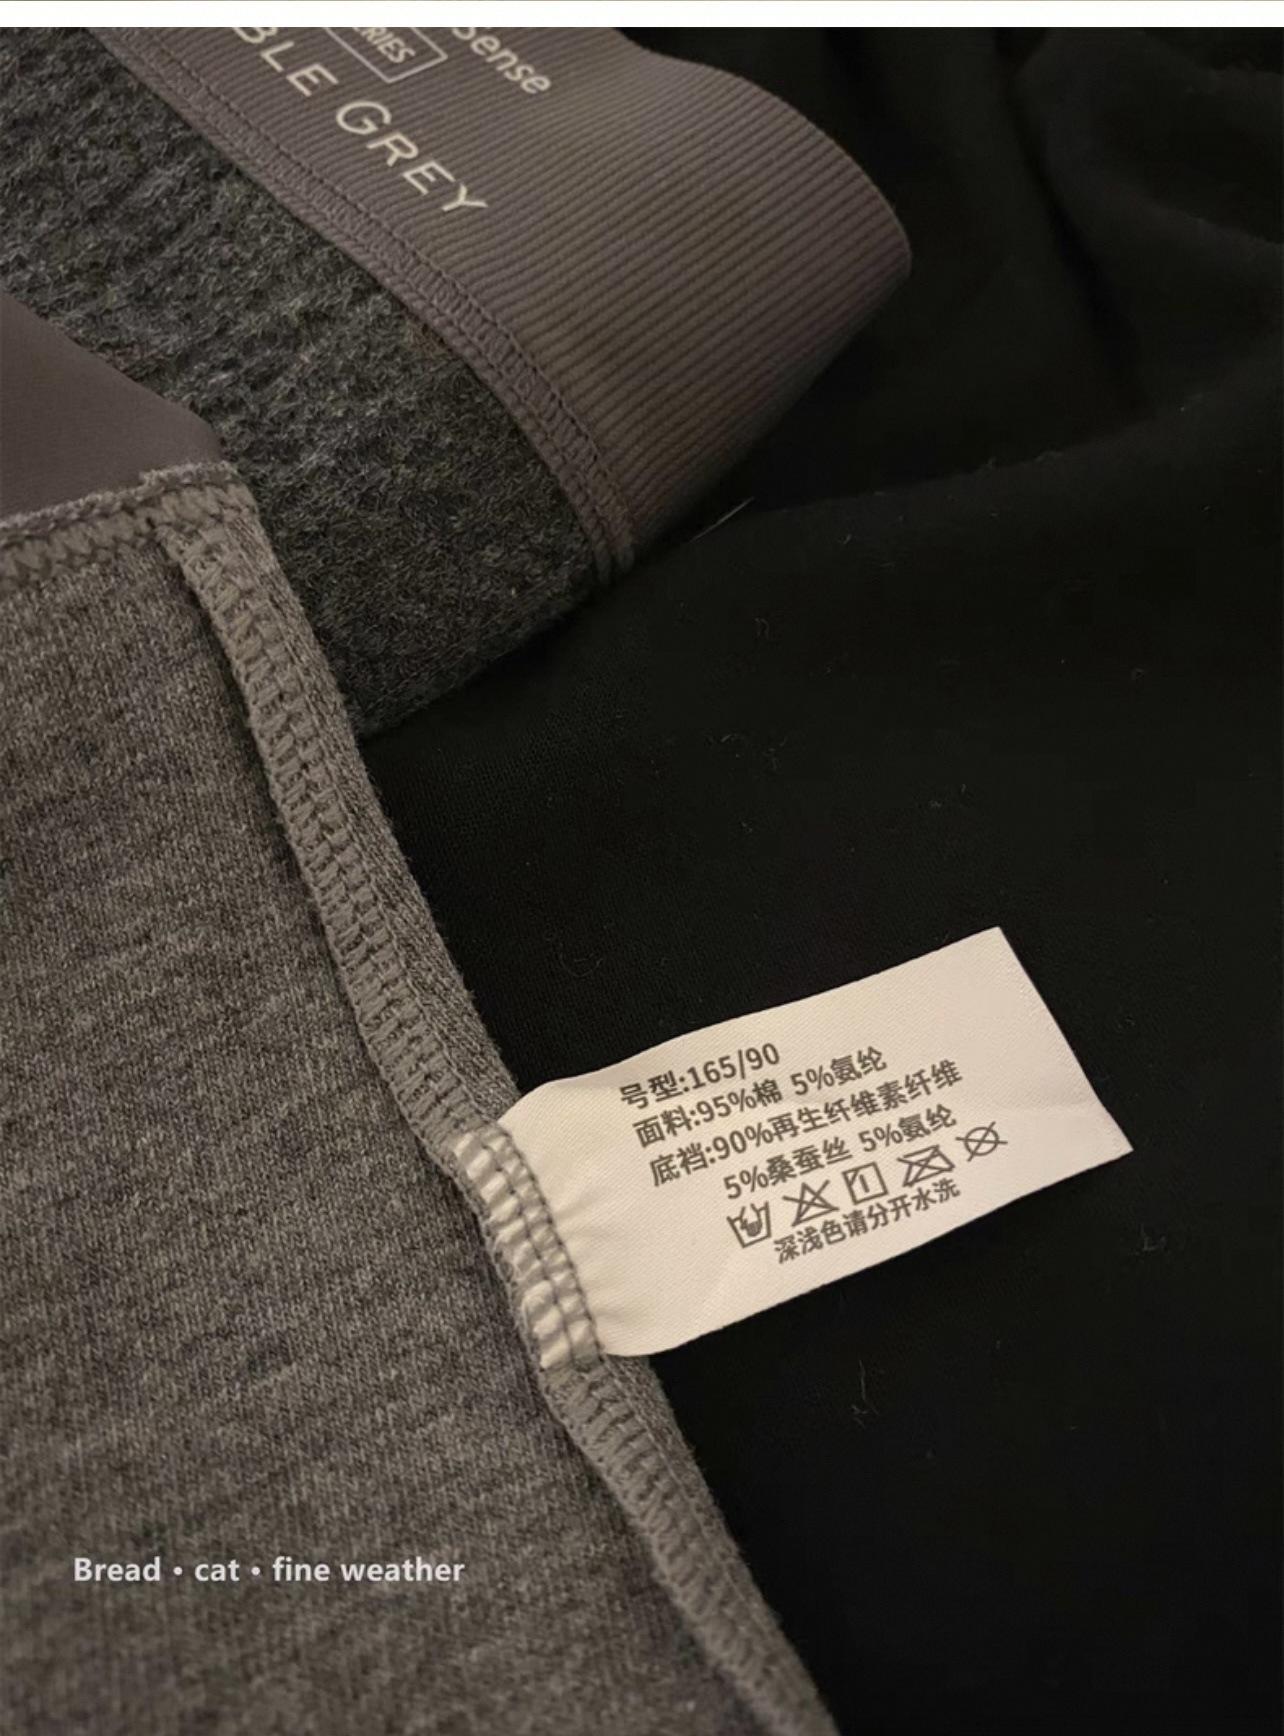 Sense
GREY
号型:165/90
面料:95%棉 5%氨纶
底裆:90%再生纤维素纤维
5%桑蚕丝 5%氨纶
深浅色请分开水洗
Bread • cat • fine weather